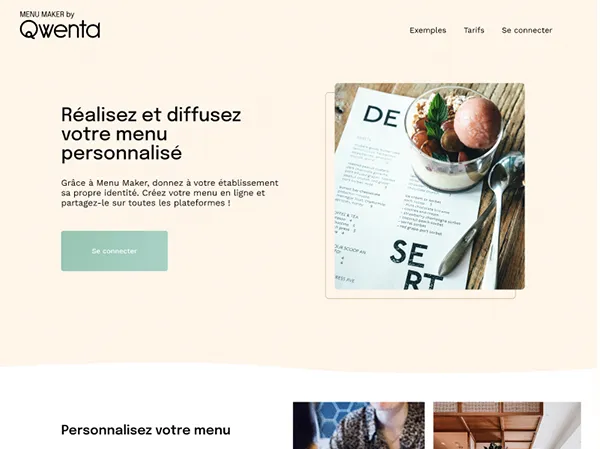 MENU MAKER by
Qwenta
Exemples Tarifs Se connecter
Réalisez et diffusez
votre menu
personnalisé
Grâce à Menu Maker, donnez à votre établissement
sa propre identité. Créez votre menu en ligne et
partagez-le sur toutes les plateformes !
Se connecter
DE
SE
RT
Personnalisez votre menu